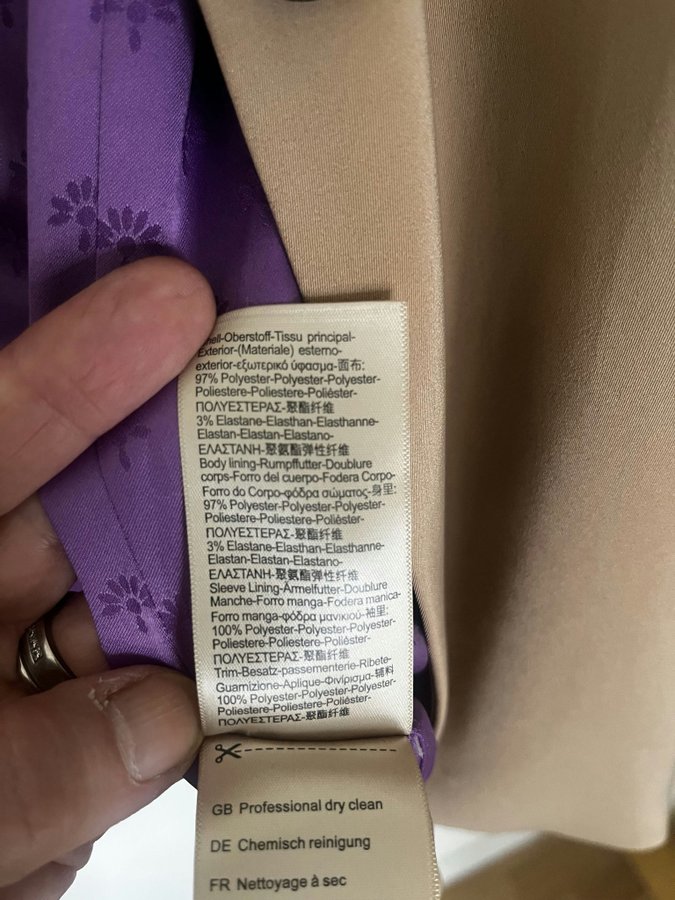 -Oberstoff-Tissu principal-
Exterior-(Materiale) esterno-
exterior-εξωτερικό ύφασμα-面布:
97% Polyester-Polyester-Polyester-
Poliestere-Poliestere-Poliéster-
ΠΟΛΥΕΣΤΕΡΑΣ-聚酯纤维
3% Elastane-Elasthan-Elasthanne-
Elastan-Elastan-Elastano-
ΕΛΑΣΤΑΝΗ-聚氨酯弹性纤维
Body lining-Rumpffutter-Doublure
corps-Forro del cuerpo-Fodera Corpo-
Forro do Corpo-φόδρα σώματος-身里:
97% Polyester-Polyester-Polyester-
Poliestere-Poliestere-Poliéster-
ΠΟΛΥΕΣΤΕΡΑΣ-聚酯纤维
3% Elastane-Elasthan-Elasthanne-
Elastan-Elastan-Elastano-
ΕΛΑΣΤΑΝΗ-聚氨酯弹性纤维
Sleeve Lining-Ärmelfutter-Doublure
Manche-Forro manga-Fodera manica-
Forro manga-φόδρα μανικιού-袖里:
100% Polyester-Polyester-Polyester-
Poliestere-Poliestere-Poliéster-
ΠΟΛΥΕΣΤΕΡΑΣ-聚酯纤维
Trim-Besatz-passementerie-Ribete-
Guarnizione-Aplique-Φινίρισμα-辅料
100% Polyester-Polyester-Polyester-
Poliestere-Poliestere-Poliéster-
ΠΟΛΥΕΣΤΕΡΑΣ-聚酯纤维
GB Professional dry clean
DE Chemisch reinigung
FR Nettoyage à sec